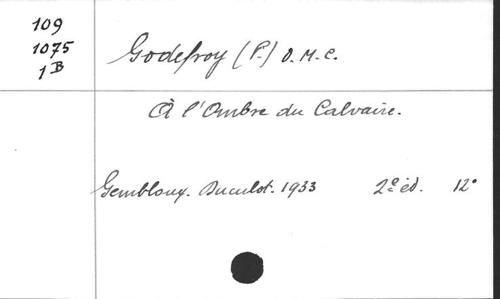 109
1075
1B
Godefroy (P.) O.M.C.
À l'Ombre du Calvaire.
Gembloux. Duculot. 1933 2e éd. 12°